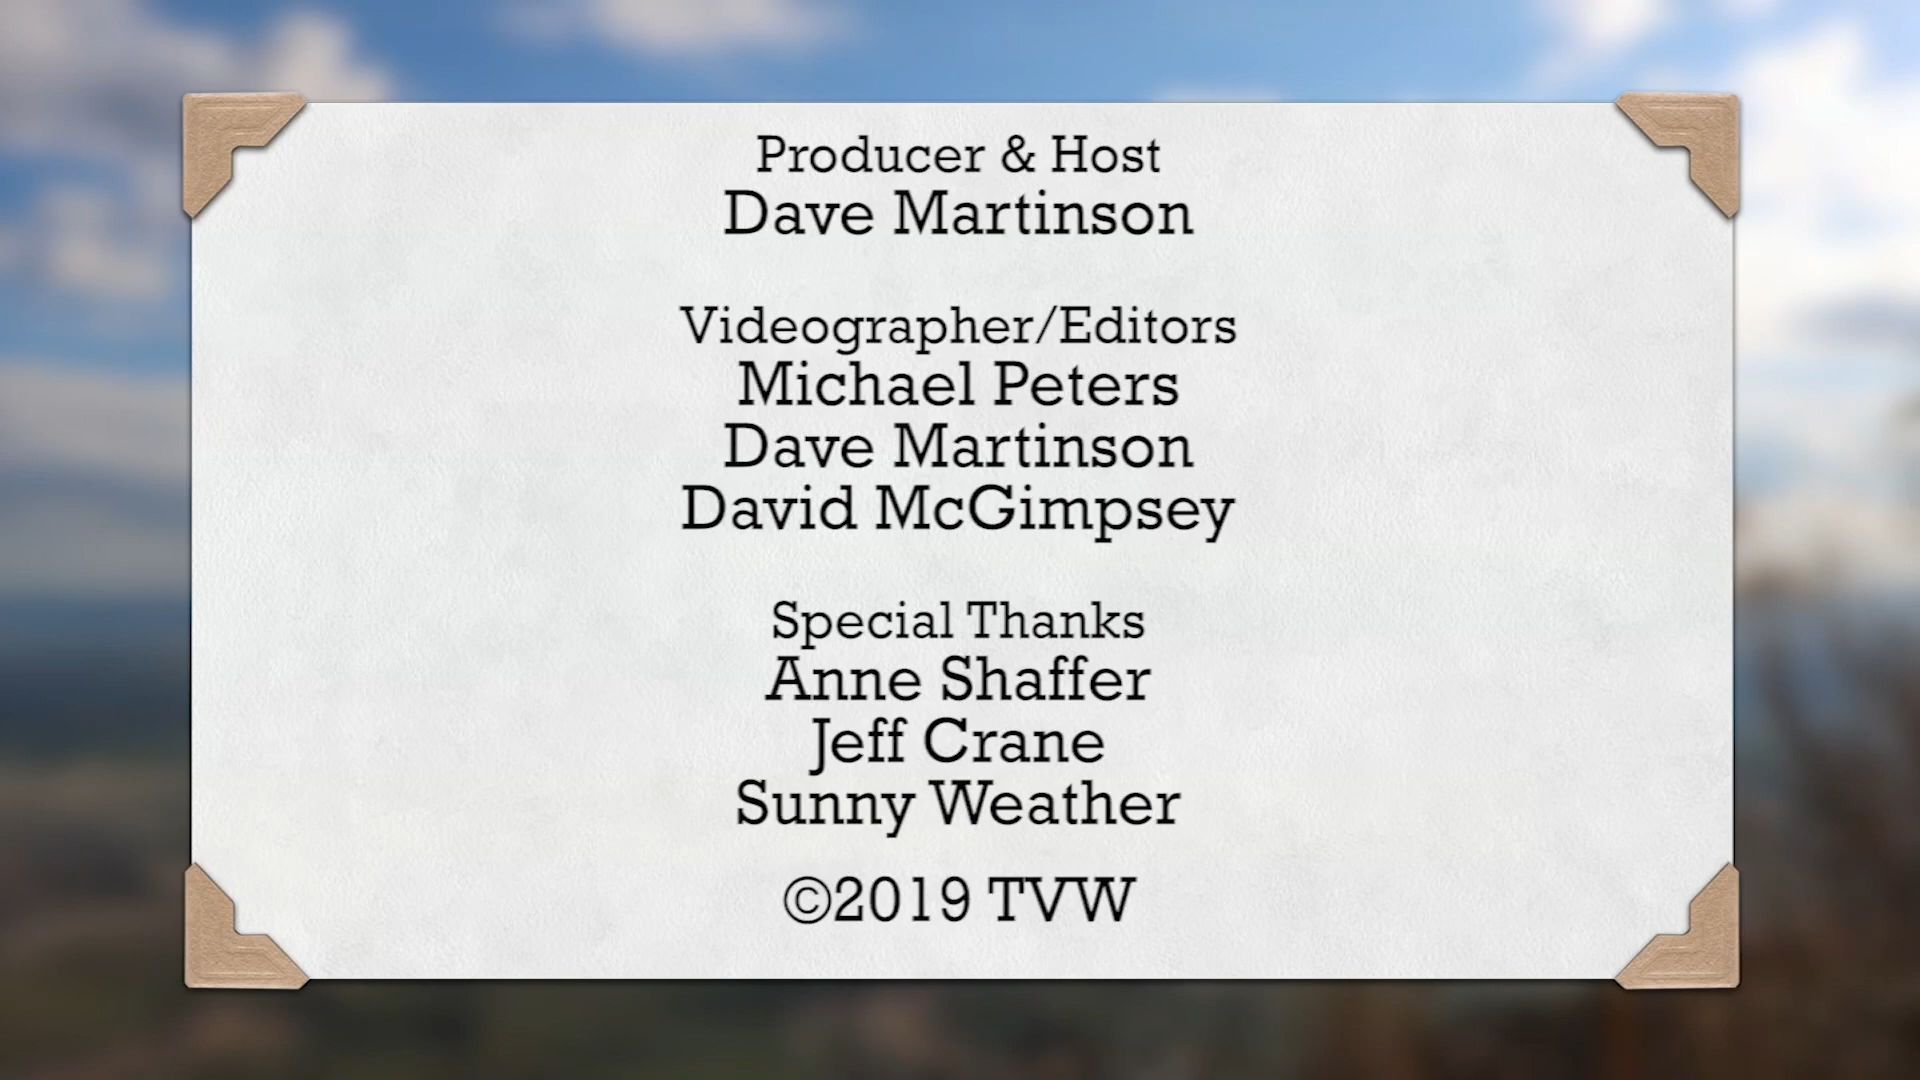 Producer & Host
Dave Martinson
Videographer/Editors
Michael Peters
Dave Martinson
David McGimpsey
Special Thanks
Anne Shaffer
Jeff Crane
Sunny Weather
©2019 TVW